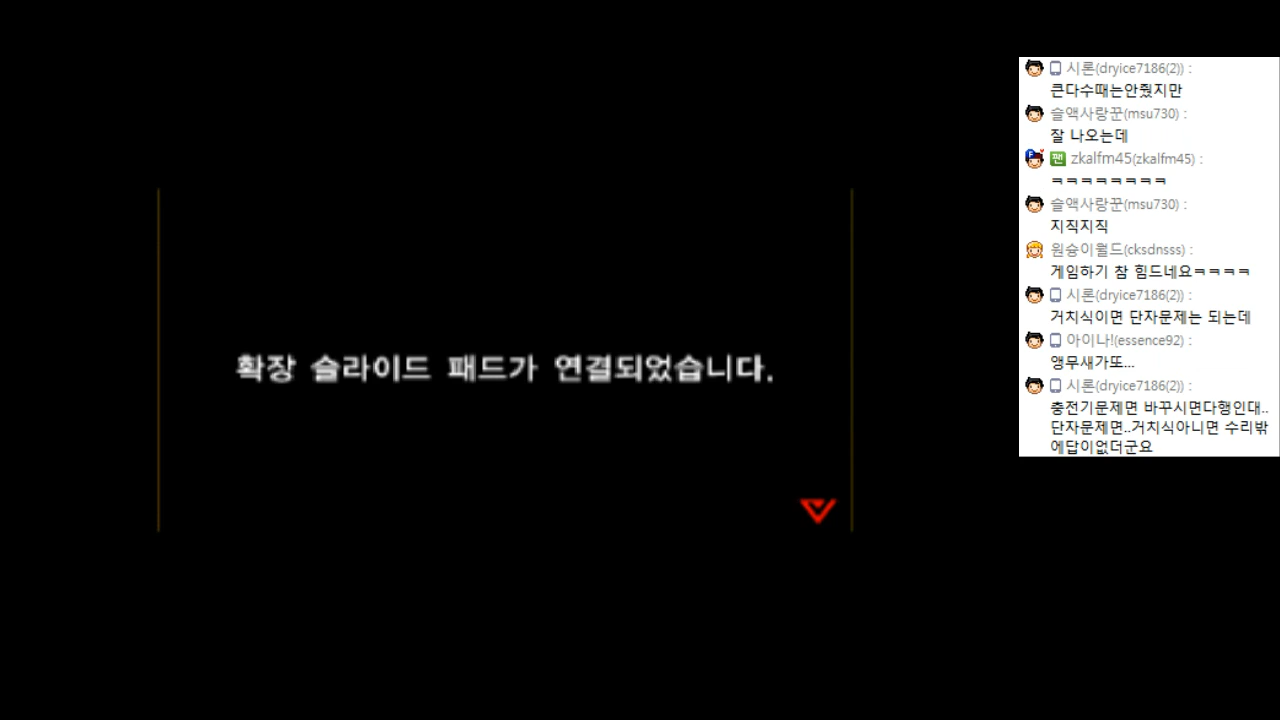 확장 슬라이드 패드가 연결되었습니다.
시론(dryice7186(2)) :
큰다수때는안줬지만
슬액사랑꾼(msu730) :
잘 나오는데
팬 zkalfm45(zkalfm45) :
ㅋㅋㅋㅋㅋㅋㅋㅋ
슬액사랑꾼(msu730) :
지직지직
원숭이월드(cksdnsss) :
게임하기 참 힘드네요ㅋㅋㅋㅋ
시론(dryice7186(2)) :
거치식이면 단자문제는 되는데
아이나!(essence92) :
앵무새가또...
시론(dryice7186(2)) :
충전기문제면 바꾸시면다행인대..
단자문제면..거치식아니면 수리밖
에답이없더군요